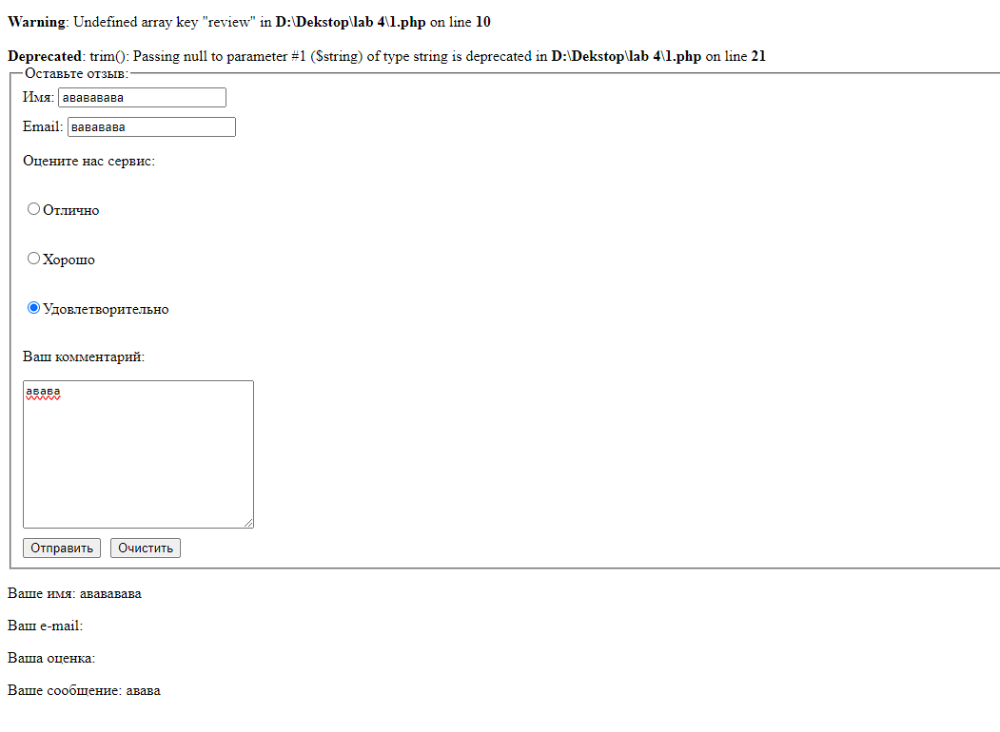 Warning: Undefined array key "review" in D:\Dekstop\lab 4\1.php on line 10
Deprecated: trim(): Passing null to parameter #1 ($string) of type string is deprecated in D:\Dekstop\lab 4\1.php on line 21
Оставьте отзыв:
Имя: авававава
Email: вававава
Оцените нас сервис:
Отлично
Хорошо
Удовлетворительно
Ваш комментарий:
авава
Отправить Очистить
Ваше имя: авававава
Ваш e-mail:
Ваша оценка:
Ваше сообщение: авава